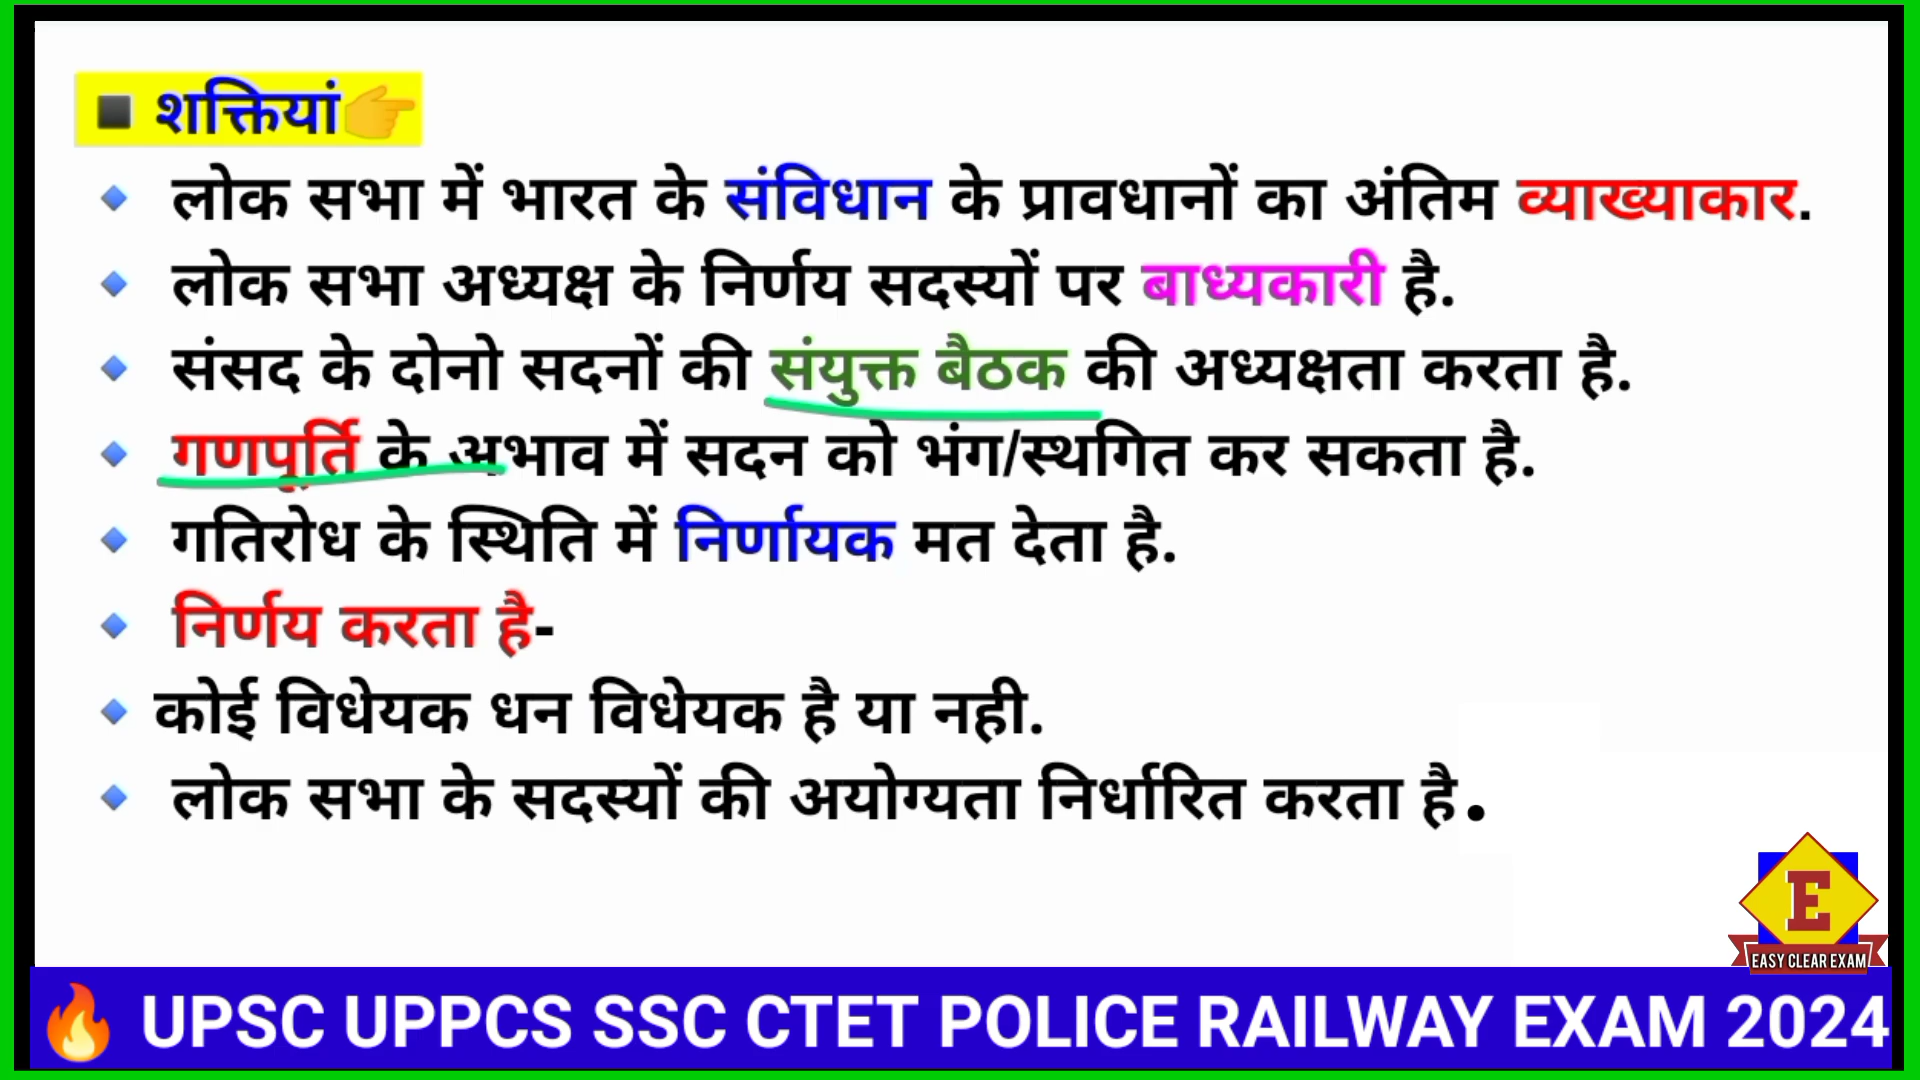 ◾ शक्तियां👉
🔹 लोक सभा में भारत के संविधान के प्रावधानों का अंतिम व्याख्याकार.
🔹 लोक सभा अध्यक्ष के निर्णय सदस्यों पर बाध्यकारी है.
🔹 संसद के दोनो सदनों की संयुक्त बैठक की अध्यक्षता करता है.
🔹 गणपूर्ति के अभाव में सदन को भंग/स्थगित कर सकता है.
🔹 गतिरोध के स्थिति में निर्णायक मत देता है.
🔹 निर्णय करता है-
🔹 कोई विधेयक धन विधेयक है या नही.
🔹 लोक सभा के सदस्यों की अयोग्यता निर्धारित करता है.
E
EASY CLEAR EXAM
🔥 UPSC UPPCS SSC CTET POLICE RAILWAY EXAM 2024